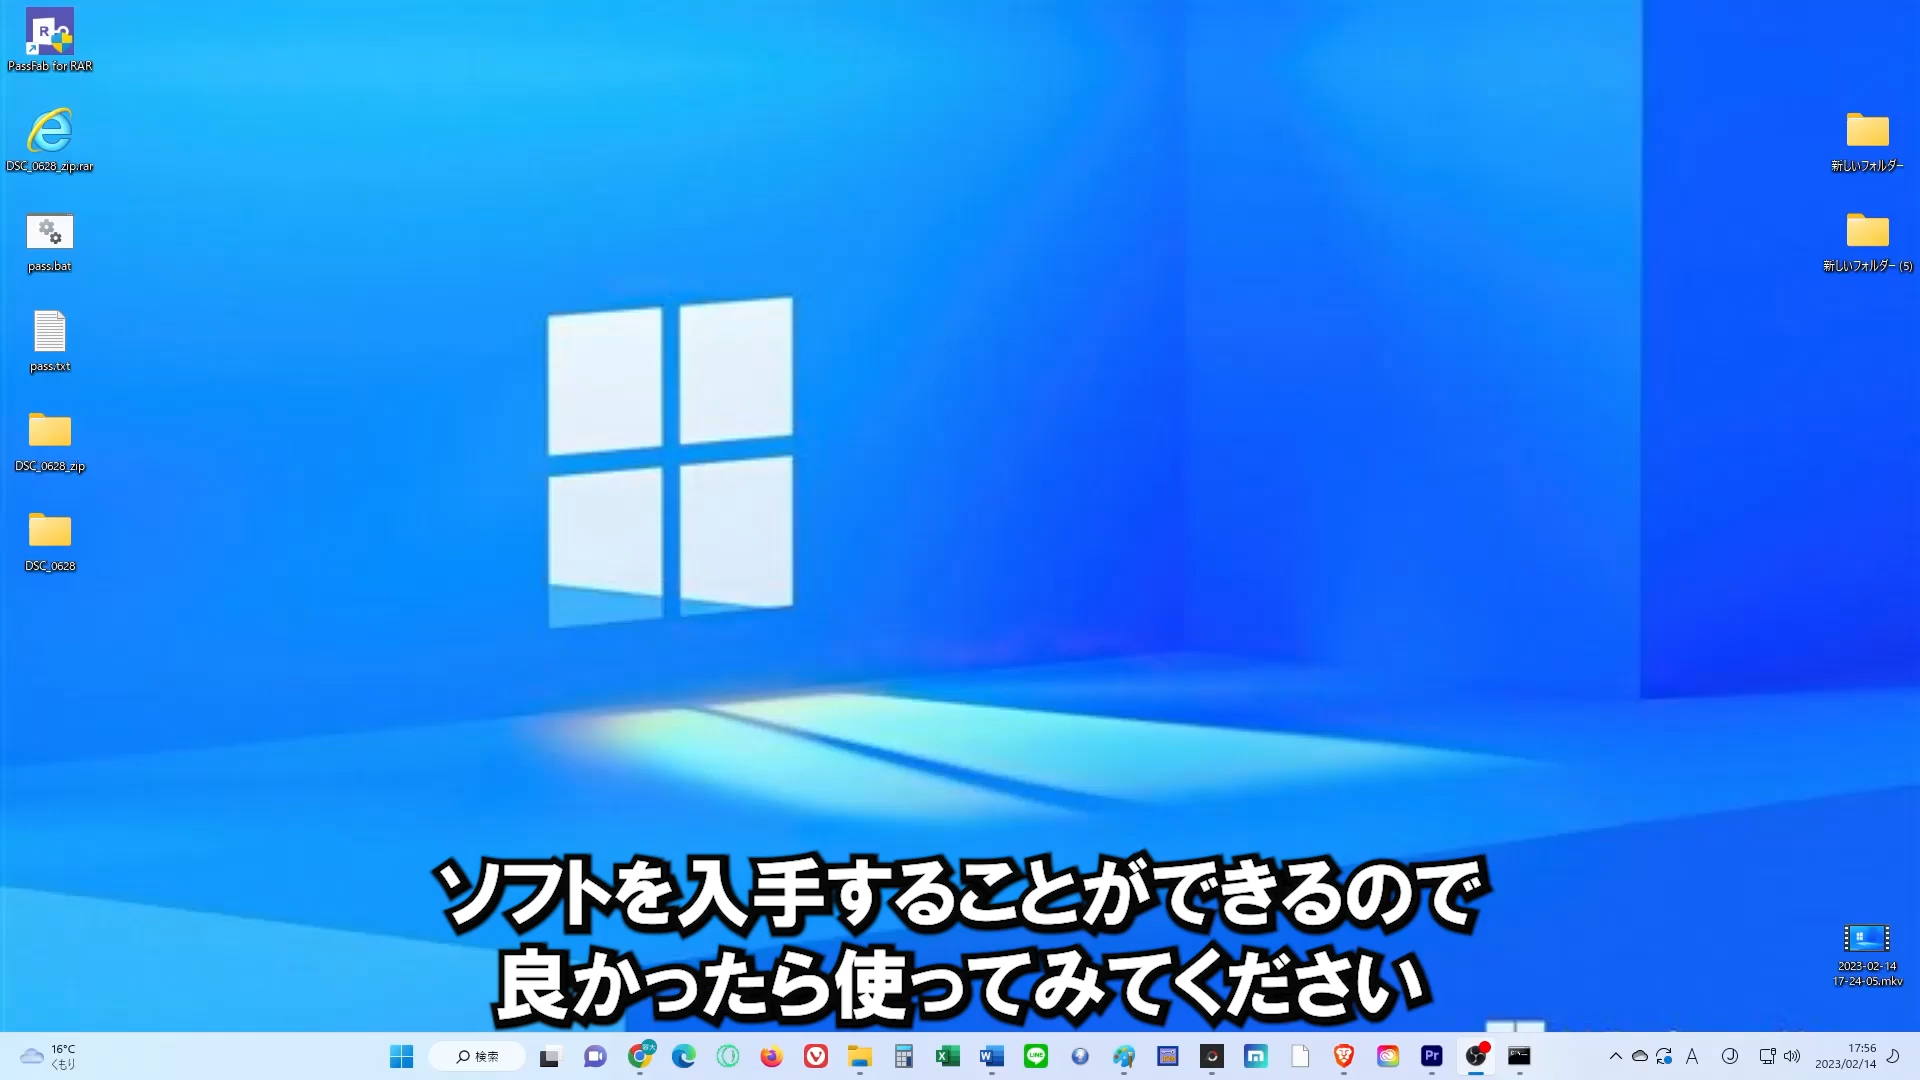 PassFab for RAR
DSC_0628_zip.rar
pass.bat
pass.txt
DSC_0628_zip
DSC_0628
新しいフォルダー
新しいフォルダー (5)
2023-02-14
17-24-05.mkv
ソフトを入手することができるので
良かったら使ってみてください
16°C
くもり
検索
LINE
Pr
A
17:56
2023/02/14